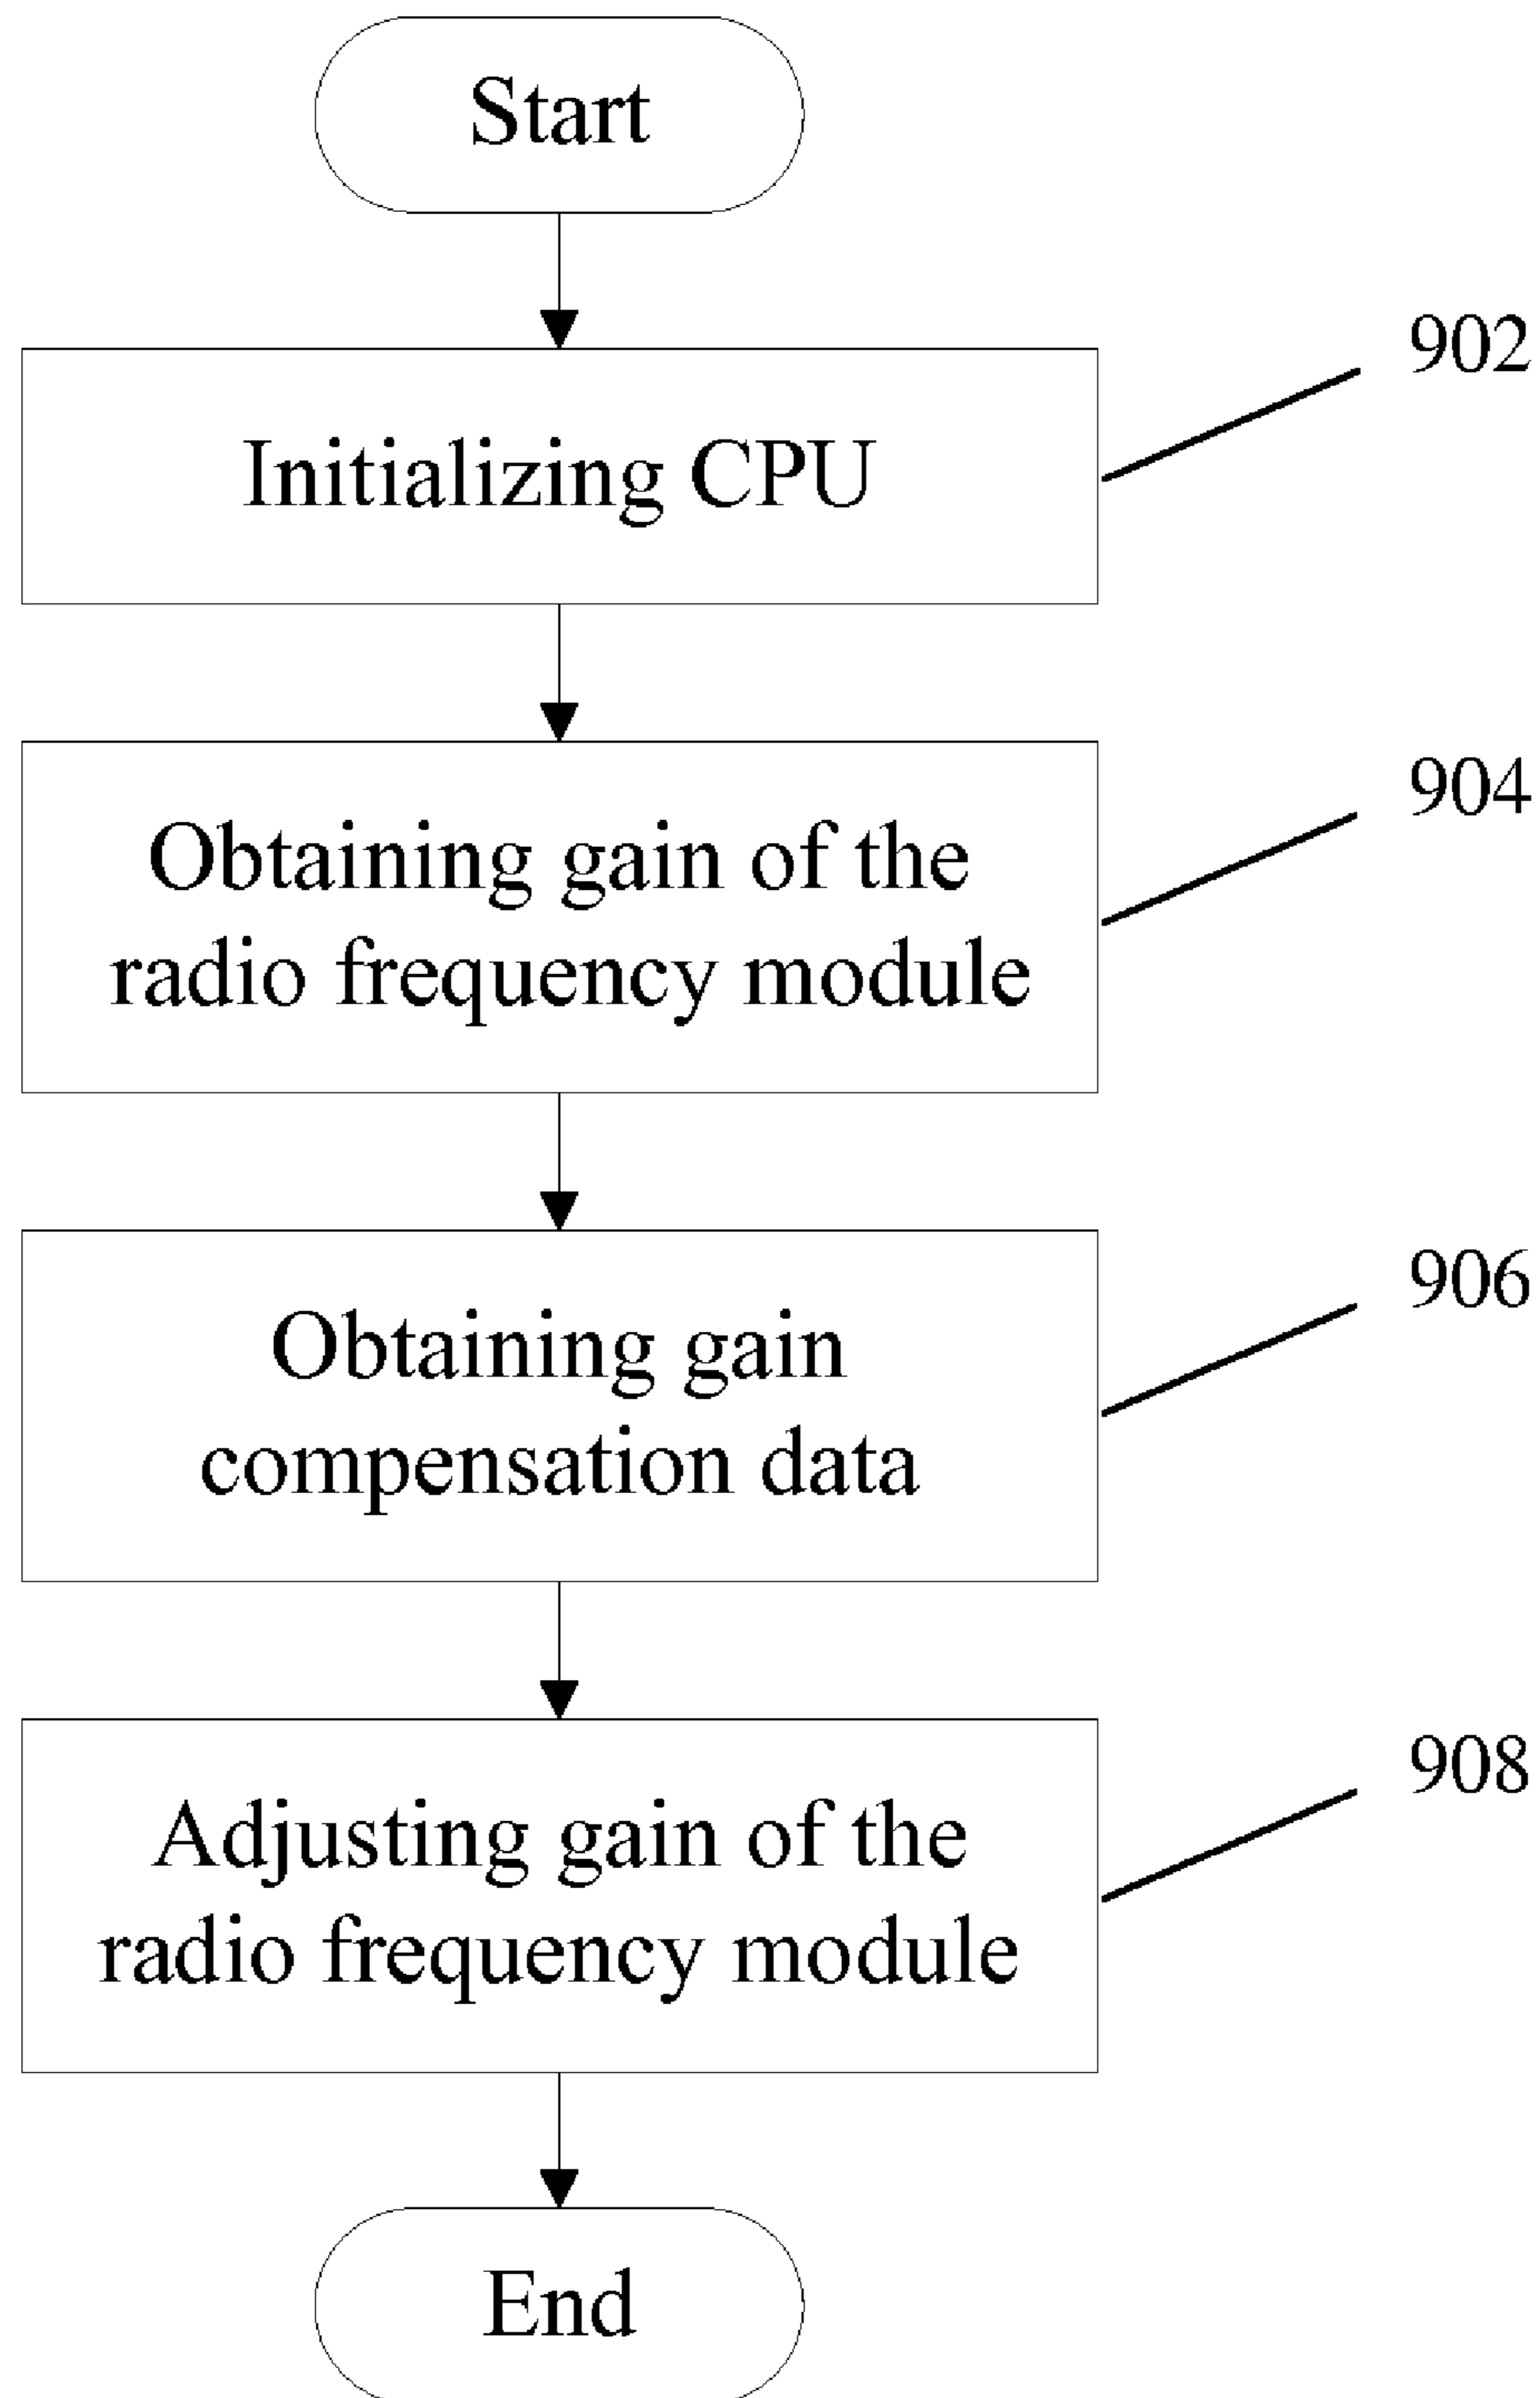 Start
902
Initializing CPU
904
Obtaining gain of the
radio frequency module
906
Obtaining gain
compensation data
908
Adjusting gain of the
radio frequency module
End